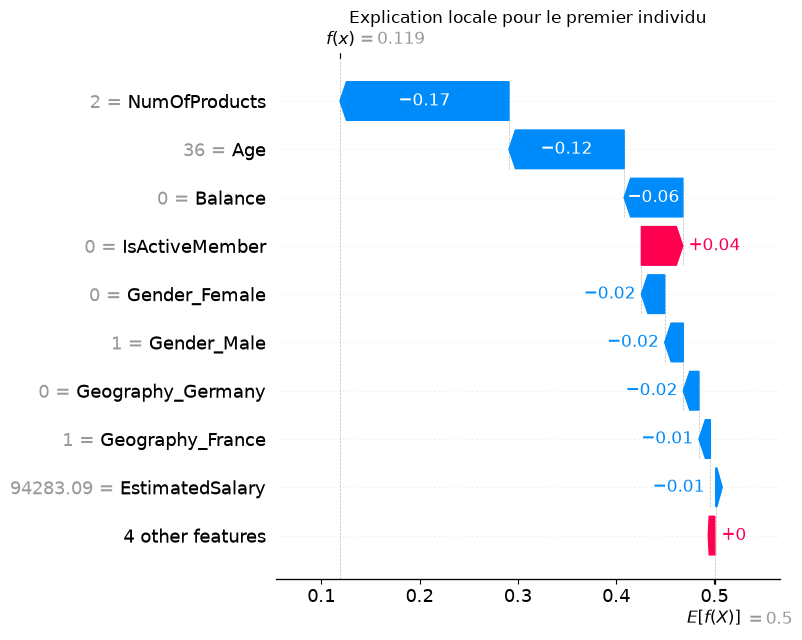 Explication locale pour le premier individu
f(x) = 0.119
2 = NumOfProducts −0.17
36 = Age −0.12
0 = Balance −0.06
0 = IsActiveMember +0.04
0 = Gender_Female −0.02
1 = Gender_Male −0.02
0 = Geography_Germany −0.02
1 = Geography_France −0.01
94283.09 = EstimatedSalary −0.01
4 other features +0
0.1 0.2 0.3 0.4 0.5
E[f(X)] = 0.5